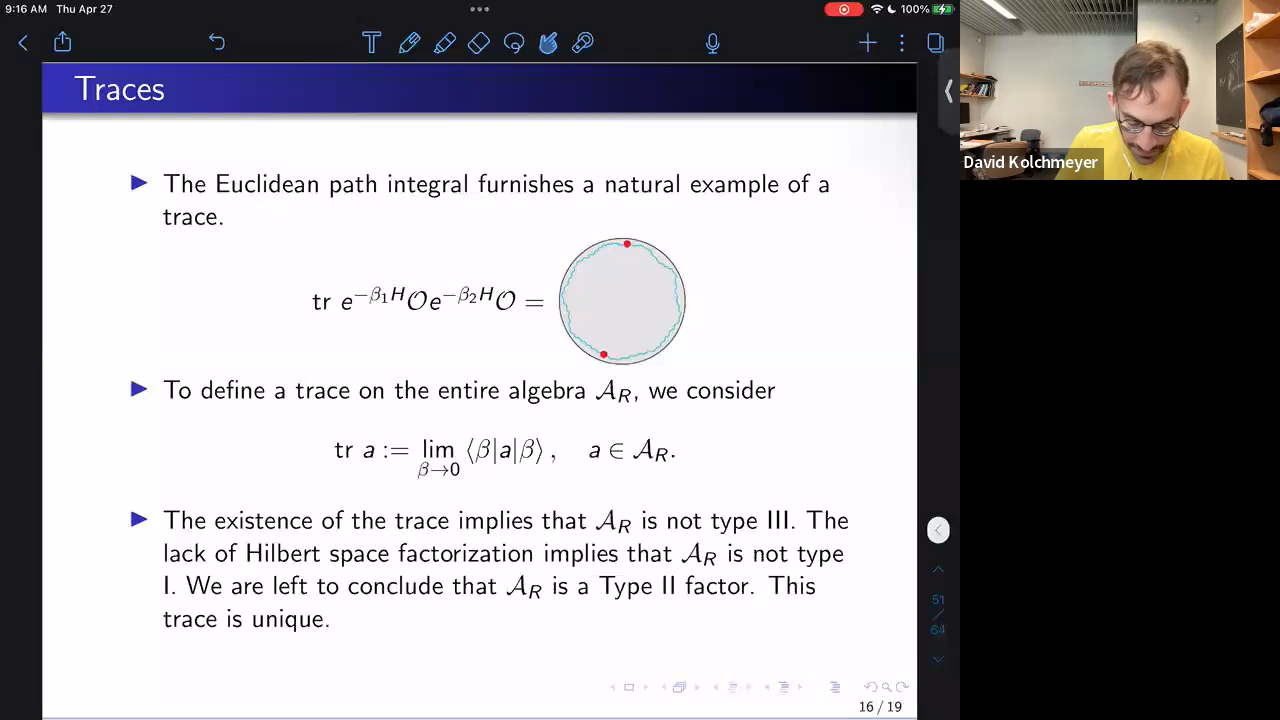 9:16 AM Thu Apr 27
100%
Traces
The Euclidean path integral furnishes a natural example of a
trace.
tr e^{-β₁H}𝒪e^{-β₂H}𝒪 =
To define a trace on the entire algebra 𝒜_R, we consider
tr a := lim_{β→0} ⟨β|a|β⟩, a ∈ 𝒜_R.
The existence of the trace implies that 𝒜_R is not type III. The
lack of Hilbert space factorization implies that 𝒜_R is not type
I. We are left to conclude that 𝒜_R is a Type II factor. This
trace is unique.
16 / 19
51
/
64
David Kolchmeyer